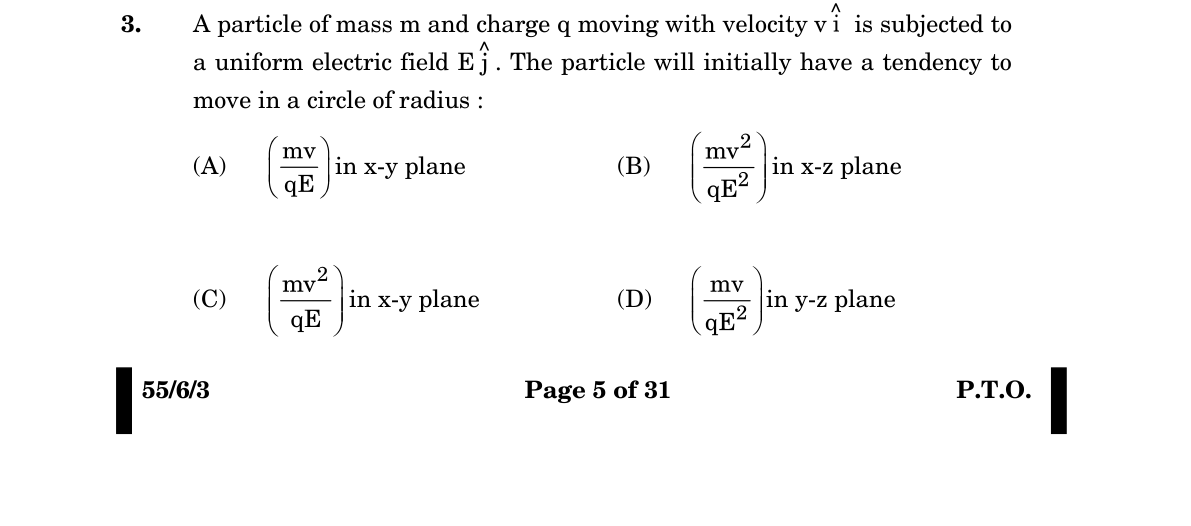 3. A particle of mass m and charge q moving with velocity v î is subjected to
a uniform electric field E ĵ. The particle will initially have a tendency to
move in a circle of radius :
(A) (mv/qE) in x-y plane (B) (mv²/qE²) in x-z plane
(C) (mv²/qE) in x-y plane (D) (mv/qE²) in y-z plane
55/6/3 Page 5 of 31 P.T.O.